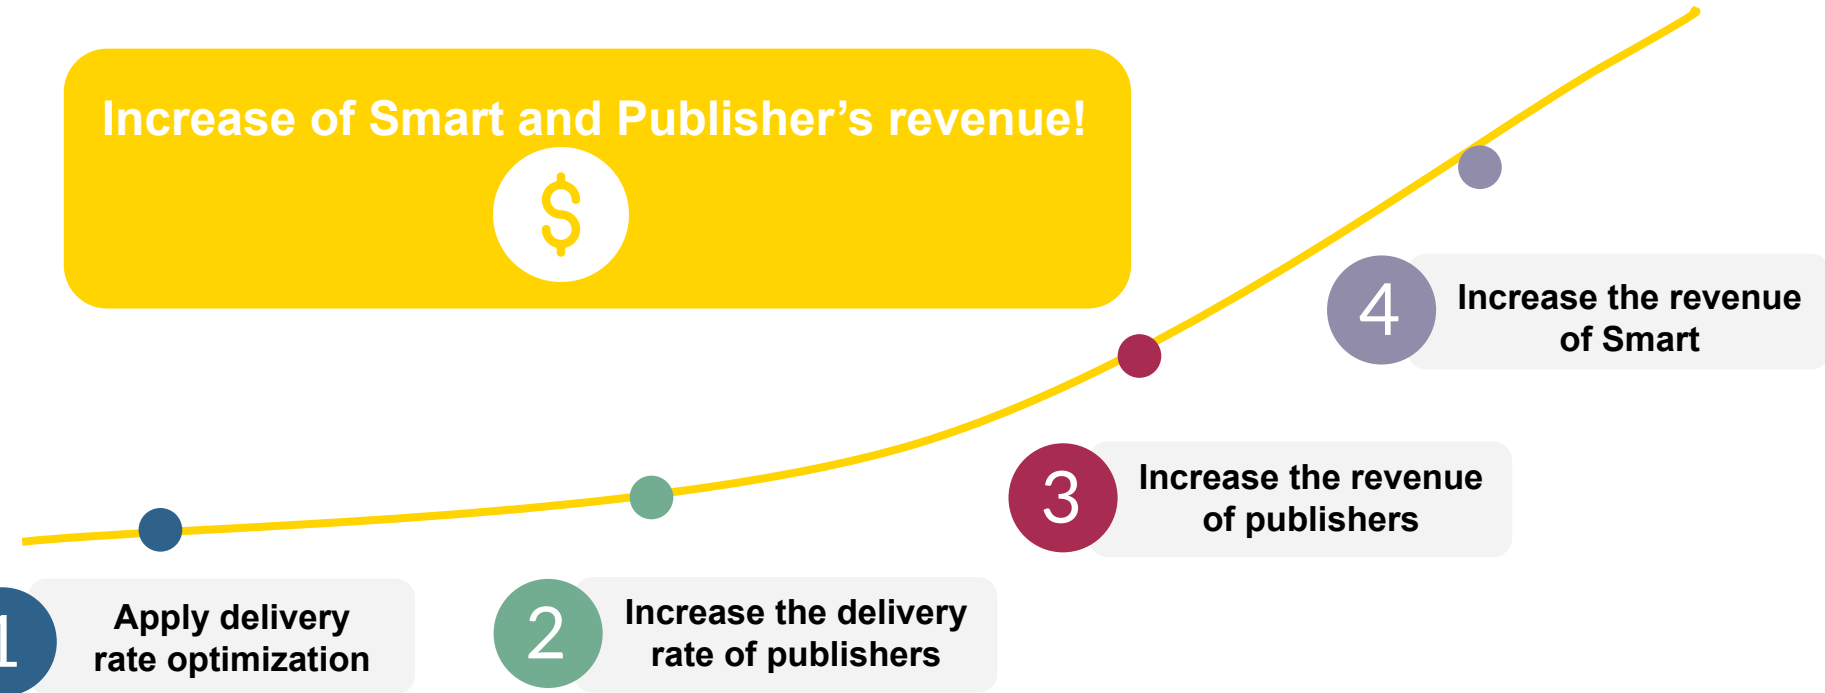 Increase of Smart and Publisher’s revenue!
$
4
Increase the revenue
of Smart
3
Increase the revenue
of publishers
1
Apply delivery
rate optimization
2
Increase the delivery
rate of publishers